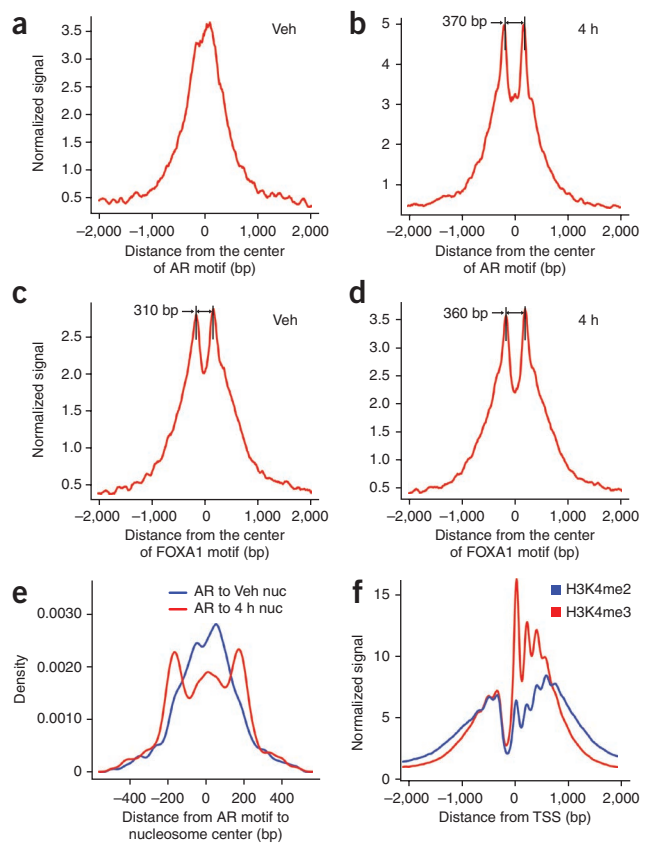 a
Veh
Normalized signal
3.5
3.0
2.5
2.0
1.5
1.0
0.5
−2,000 −1,000 0 1,000 2,000
Distance from the center
of AR motif (bp)
b
370 bp
4 h
5
4
3
2
1
−2,000 −1,000 0 1,000 2,000
Distance from the center
of AR motif (bp)
c
310 bp
Veh
Normalized signal
2.5
2.0
1.5
1.0
0.5
−2,000 −1,000 0 1,000 2,000
Distance from the center
of FOXA1 motif (bp)
d
360 bp
4 h
3.5
3.0
2.5
2.0
1.5
1.0
0.5
−2,000 −1,000 0 1,000 2,000
Distance from the center
of FOXA1 motif (bp)
e
AR to Veh nuc
AR to 4 h nuc
Density
0.0030
0.0020
0.0010
0
−400 −200 0 200 400
Distance from AR motif to
nucleosome center (bp)
f
H3K4me2
H3K4me3
Normalized signal
15
10
5
0
−2,000 −1,000 0 1,000 2,000
Distance from TSS (bp)